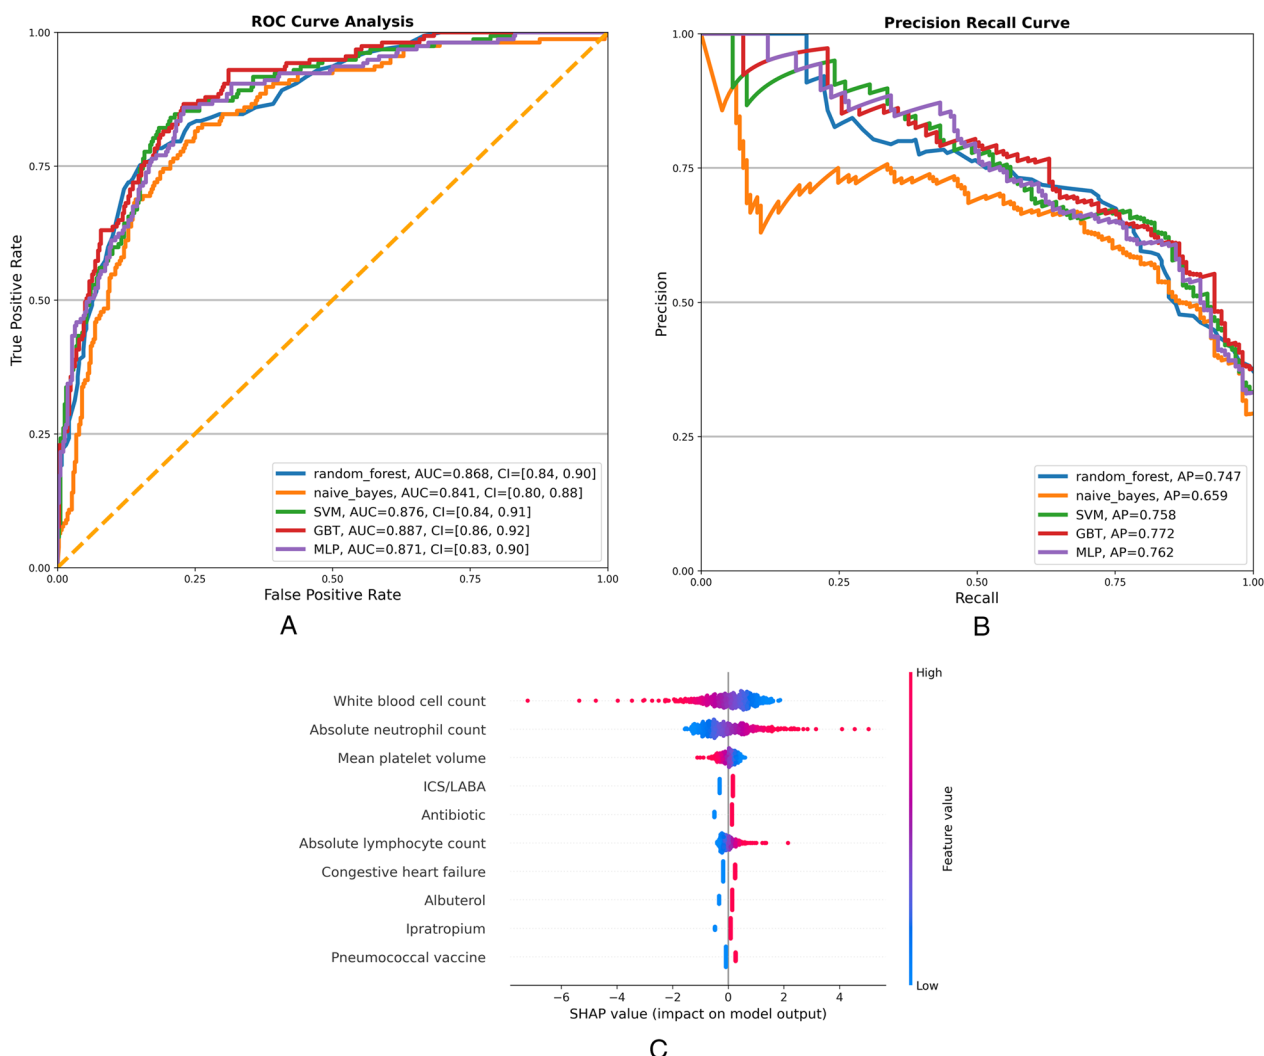 ROC Curve Analysis
1.00
0.75
0.50
0.25
0.00
True Positive Rate
random_forest, AUC=0.868, CI=[0.84, 0.90]
naive_bayes, AUC=0.841, CI=[0.80, 0.88]
SVM, AUC=0.876, CI=[0.84, 0.91]
GBT, AUC=0.887, CI=[0.86, 0.92]
MLP, AUC=0.871, CI=[0.83, 0.90]
0.00 0.25 0.50 0.75 1.00
False Positive Rate
A
Precision Recall Curve
1.00
0.75
0.50
0.25
0.00
Precision
random_forest, AP=0.747
naive_bayes, AP=0.659
SVM, AP=0.758
GBT, AP=0.772
MLP, AP=0.762
0.00 0.25 0.50 0.75 1.00
Recall
B
White blood cell count
Absolute neutrophil count
Mean platelet volume
ICS/LABA
Antibiotic
Absolute lymphocyte count
Congestive heart failure
Albuterol
Ipratropium
Pneumococcal vaccine
−6 −4 −2 0 2 4
SHAP value (impact on model output)
High
Feature value
Low
C